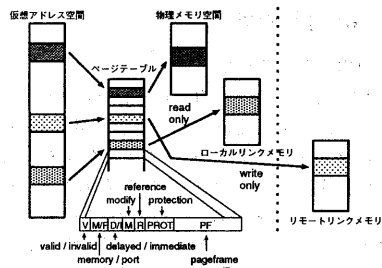 仮想アドレス空間
物理メモリ空間
ページテーブル
read
only
ローカルリンクメモリ
write
only
リモートリンクメモリ
reference
modify
protection
V M/P D/I M R PROT PF
valid / invalid
delayed / immediate
memory / port
pageframe